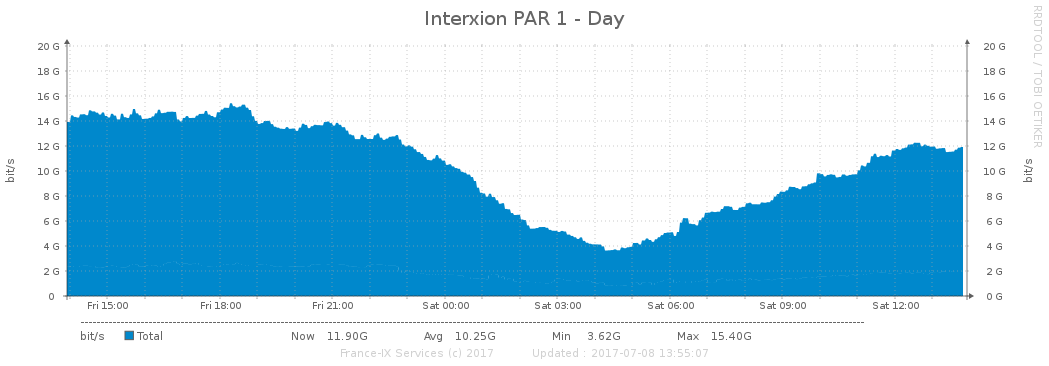 Interxion PAR 1 - Day
RRDTOOL / TOBI OETIKER
bit/s
20 G 20 G
18 G 18 G
16 G 16 G
14 G 14 G
12 G 12 G
10 G 10 G
8 G 8 G
6 G 6 G
4 G 4 G
2 G 2 G
0 0 G
bit/s
Fri 15:00 Fri 18:00 Fri 21:00 Sat 00:00 Sat 03:00 Sat 06:00 Sat 09:00 Sat 12:00
bit/s Total Now 11.90G Avg 10.25G Min 3.62G Max 15.40G
France-IX Services (c) 2017 Updated : 2017-07-08 13:55:07